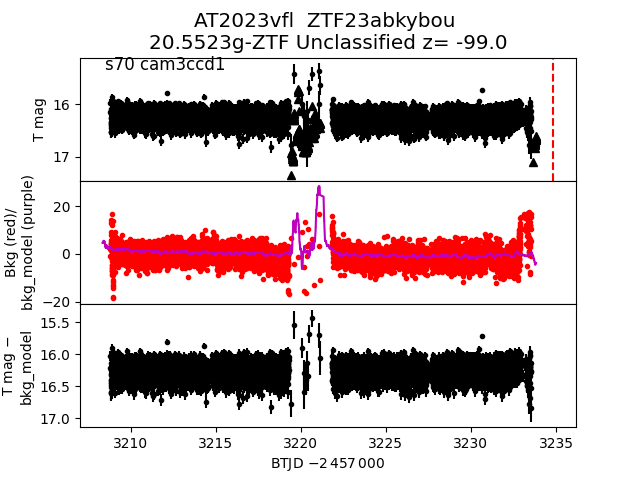 AT2023vfl  ZTF23abkybou
20.5523g-ZTF Unclassified z= -99.0
s70 cam3ccd1
T mag
16
17
Bkg (red)/
bkg_model (purple)
20
0
−20
T mag −
bkg_model
15.5
16.0
16.5
17.0
3210 3215 3220 3225 3230 3235
BTJD −2 457 000